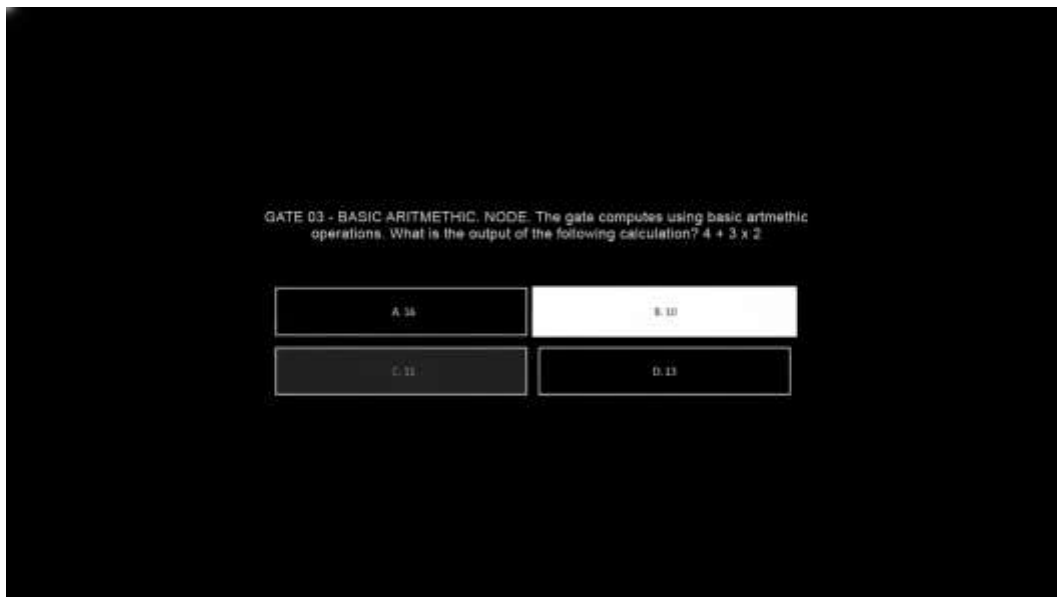 GATE 03 - BASIC ARITMETHIC. NODE. The gate computes using basic artmethic
operations. What is the output of the following calculation? 4 + 3 x 2
A. 16
B. 10
C. 11
D. 13